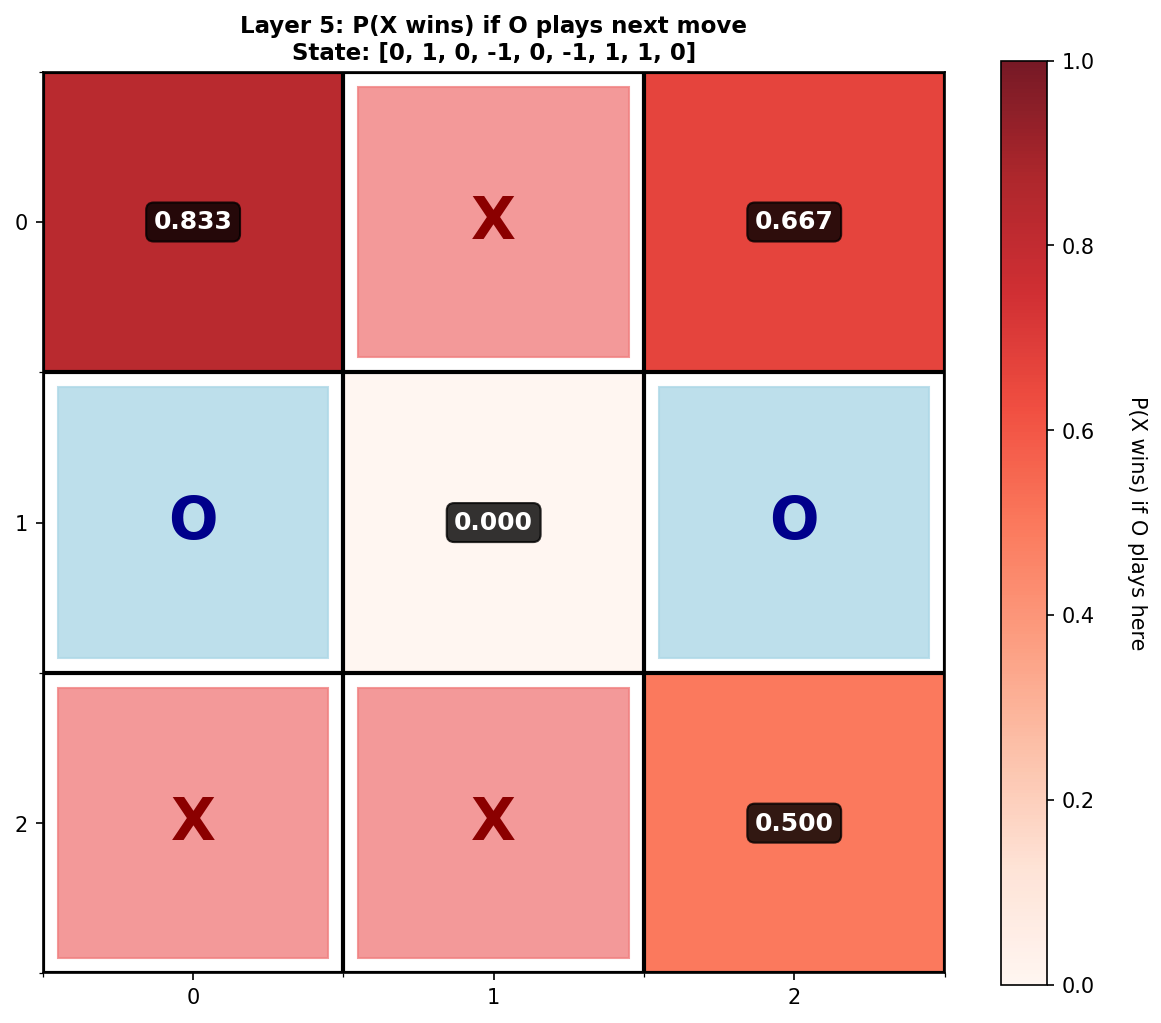 Layer 5: P(X wins) if O plays next move
State: [0, 1, 0, -1, 0, -1, 1, 1, 0]
0.833
X
0.667
O
0.000
O
X
X
0.500
0
1
2
0
1
2
1.0
0.8
0.6
0.4
0.2
0.0
P(X wins) if O plays here